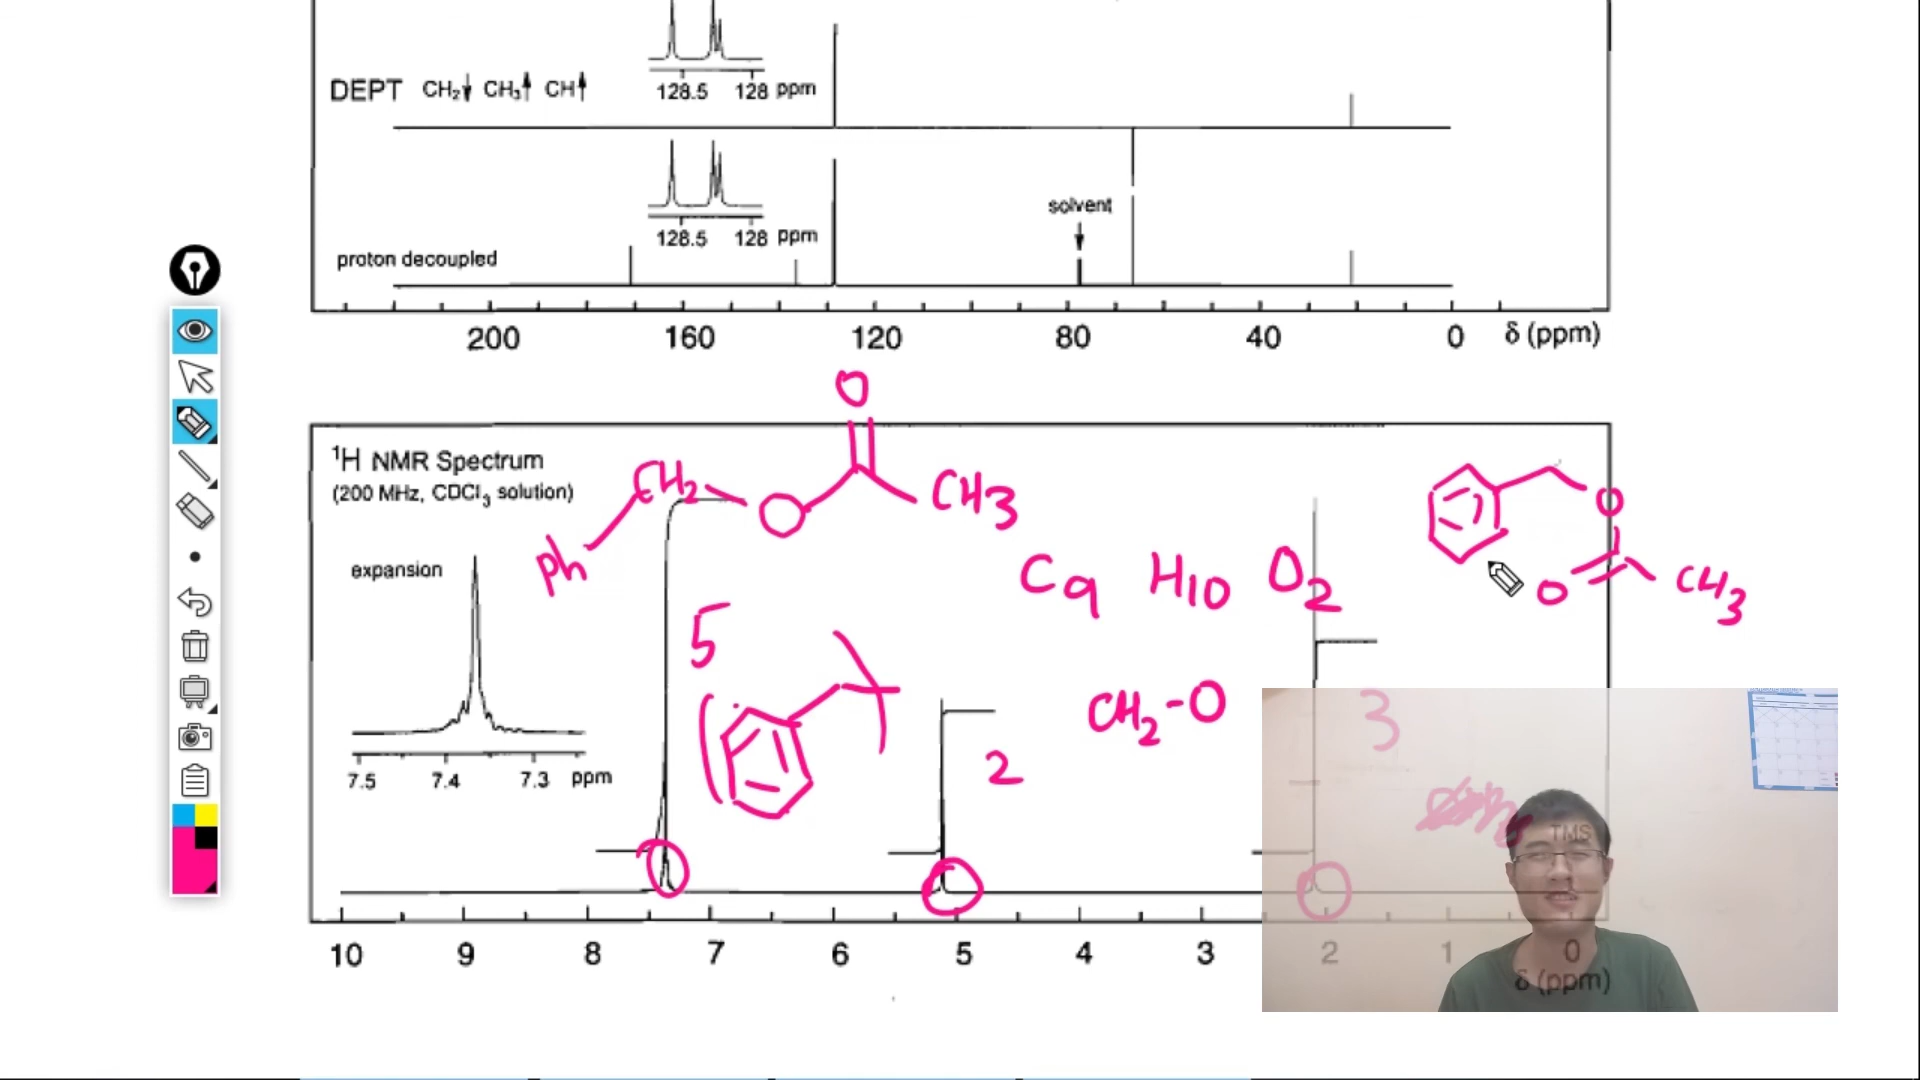 DEPT CH2 CH3 CH
128.5 128 ppm
128.5 128 ppm
solvent
proton decoupled
200 160 120 80 40 0 δ (ppm)
O
1H NMR Spectrum
(200 MHz, CDCl3 solution)
CH2 O CH3
O
Ph
expansion
C9 H10 O2
O CH3
5
CH2-O
3
2
7.5 7.4 7.3 ppm
TMS
10 9 8 7 6 5 4 3 2 1 0
δ (ppm)